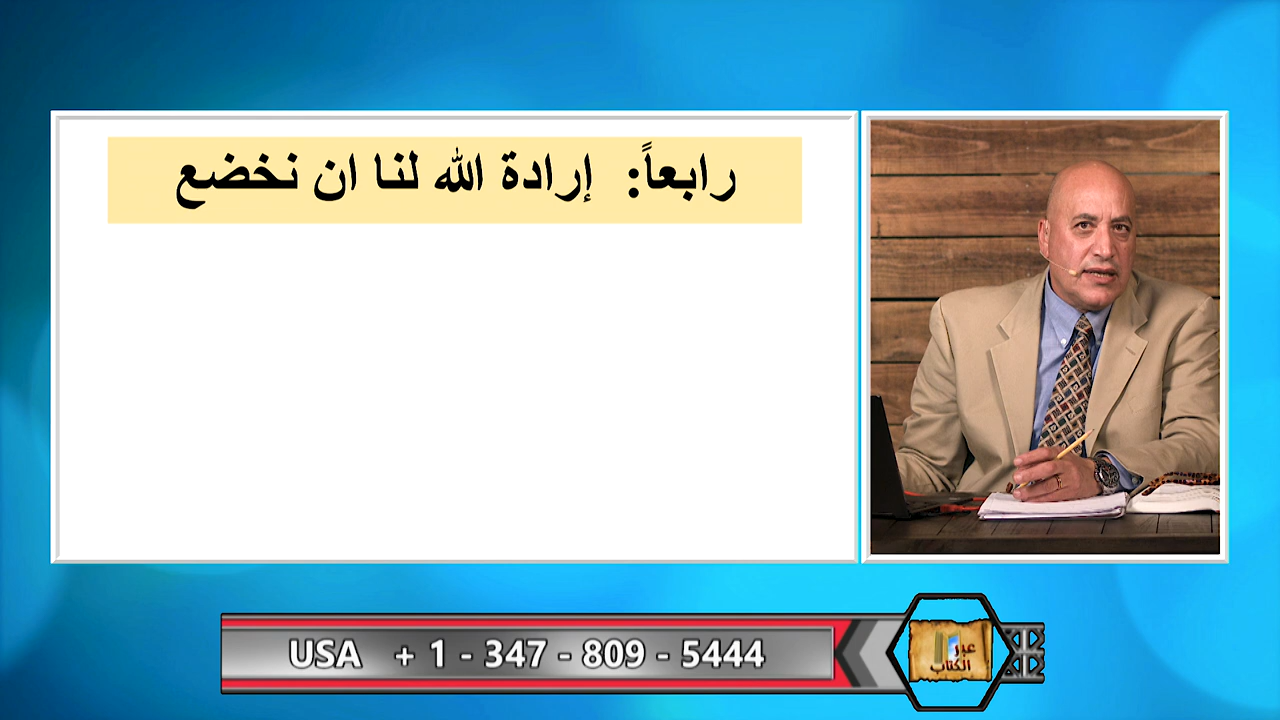 رابعاً: إرادة الله لنا ان نخضع
USA + 1 - 347 - 809 - 5444
عبر
الكتاب